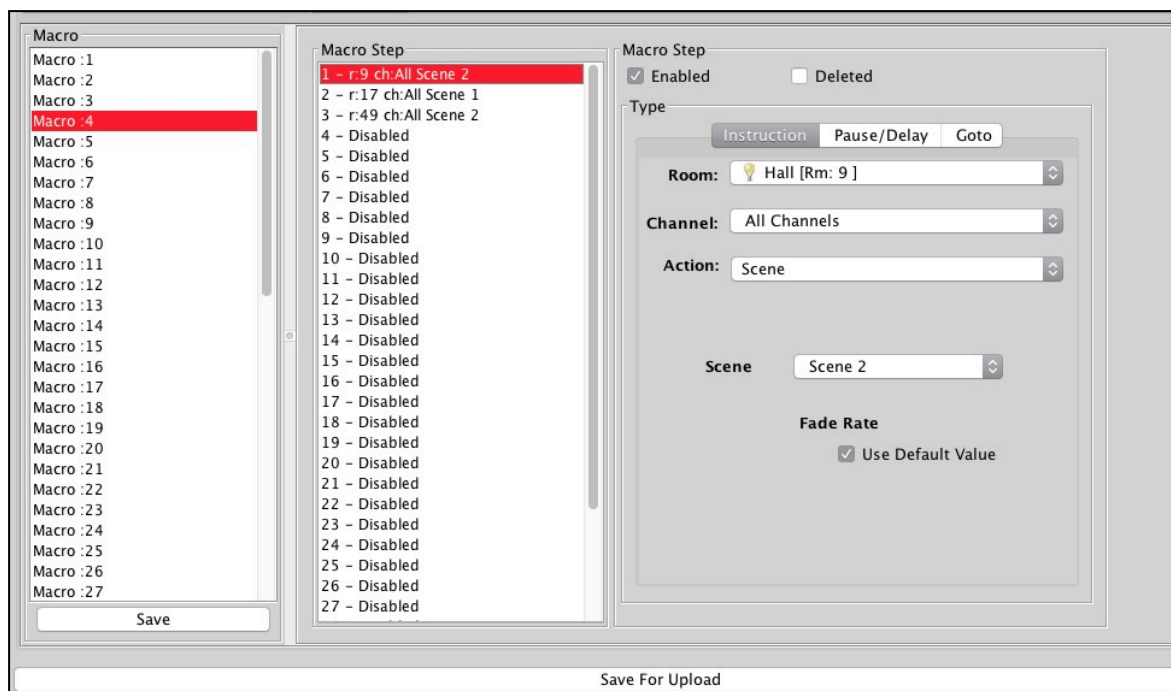 Macro
Macro :1
Macro :2
Macro :3
Macro :4
Macro :5
Macro :6
Macro :7
Macro :8
Macro :9
Macro :10
Macro :11
Macro :12
Macro :13
Macro :14
Macro :15
Macro :16
Macro :17
Macro :18
Macro :19
Macro :20
Macro :21
Macro :22
Macro :23
Macro :24
Macro :25
Macro :26
Macro :27
Save
Macro Step
1 – r:9 ch:All Scene 2
2 – r:17 ch:All Scene 1
3 – r:49 ch:All Scene 2
4 – Disabled
5 – Disabled
6 – Disabled
7 – Disabled
8 – Disabled
9 – Disabled
10 – Disabled
11 – Disabled
12 – Disabled
13 – Disabled
14 – Disabled
15 – Disabled
16 – Disabled
17 – Disabled
18 – Disabled
19 – Disabled
20 – Disabled
21 – Disabled
22 – Disabled
23 – Disabled
24 – Disabled
25 – Disabled
26 – Disabled
27 – Disabled
Macro Step
Enabled Deleted
Type
Instruction Pause/Delay Goto
Room: Hall [Rm: 9 ]
Channel: All Channels
Action: Scene
Scene Scene 2
Fade Rate
Use Default Value
Save For Upload